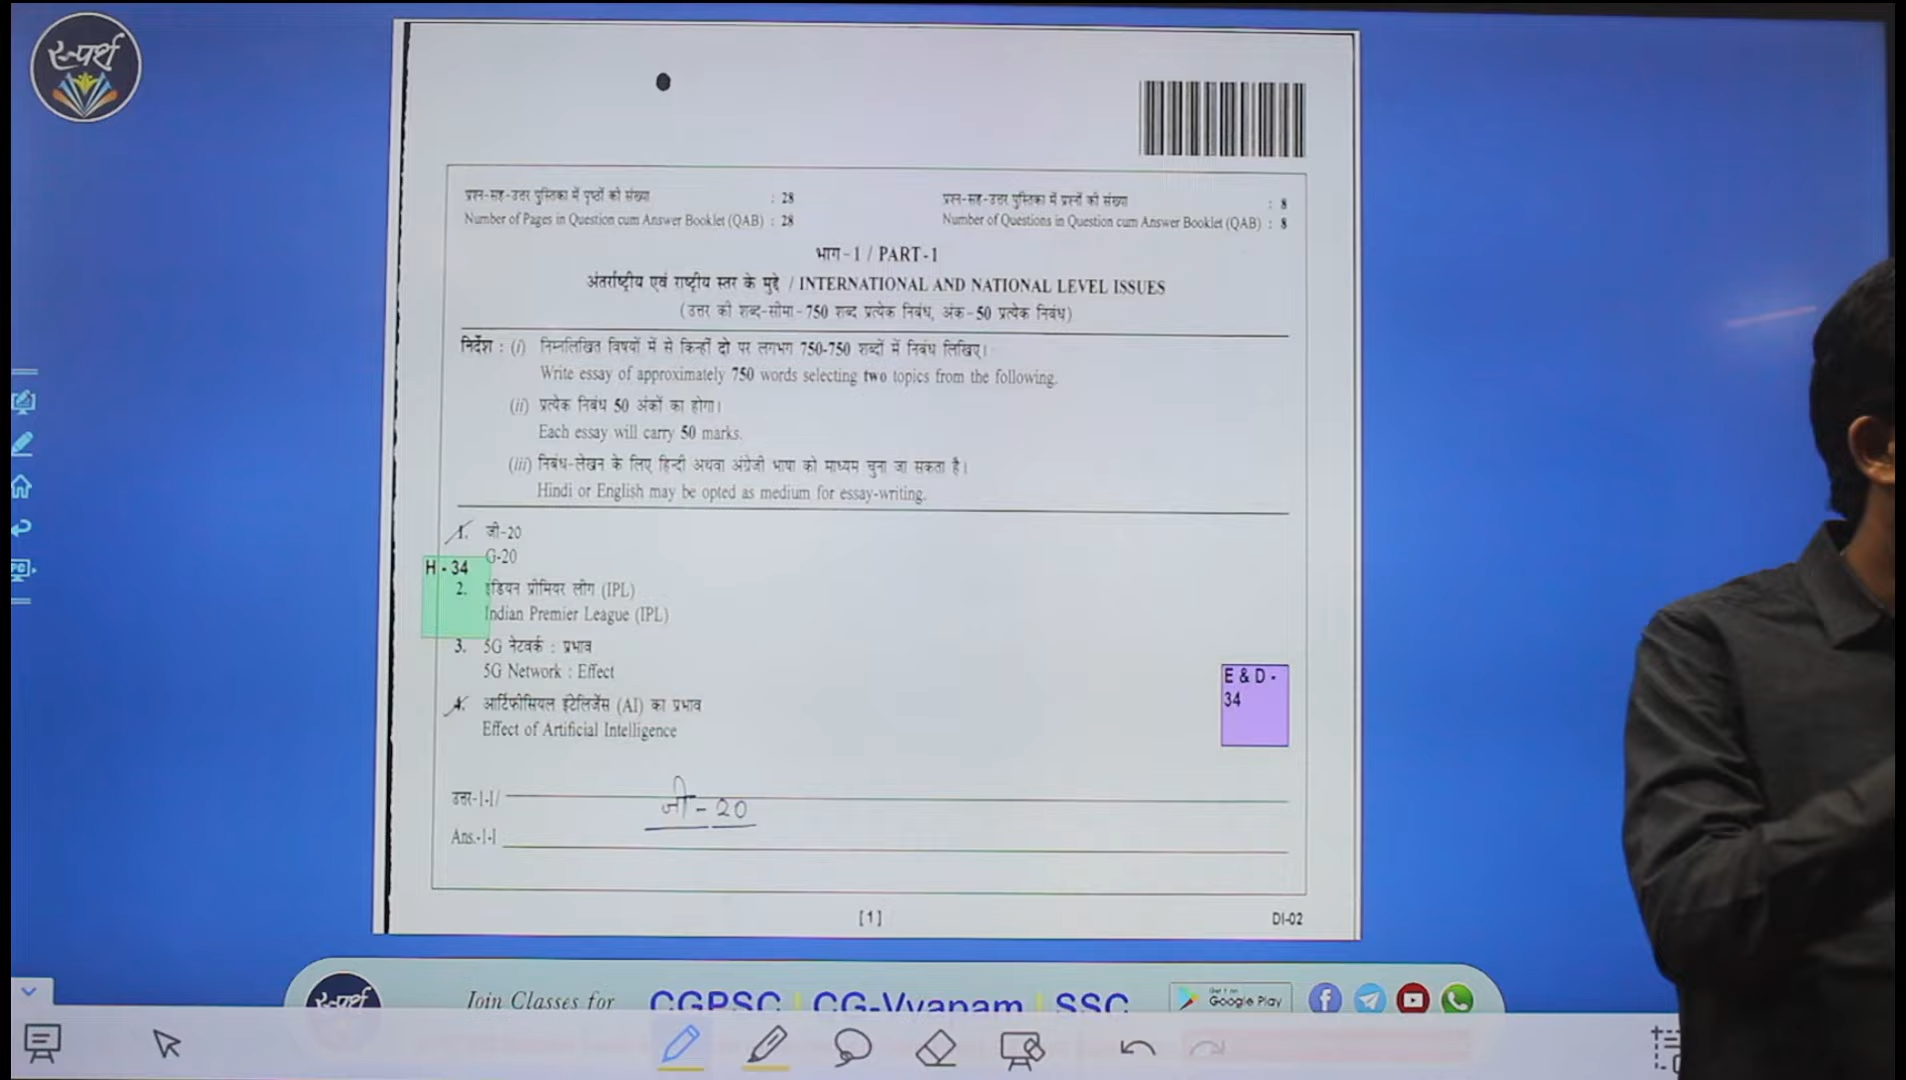 स्पर्धा
प्रश्न-सह-उत्तर पुस्तिका में पृष्ठों की संख्या : 28
Number of Pages in Question cum Answer Booklet (QAB) : 28
प्रश्न-सह-उत्तर पुस्तिका में प्रश्नों की संख्या : 8
Number of Questions in Question cum Answer Booklet (QAB) : 8
भाग-1 / PART-1
अंतर्राष्ट्रीय एवं राष्ट्रीय स्तर के मुद्दे / INTERNATIONAL AND NATIONAL LEVEL ISSUES
(उत्तर की शब्द-सीमा-750 शब्द प्रत्येक निबंध, अंक-50 प्रत्येक निबंध)
निर्देश : (i) निम्नलिखित विषयों में से किन्हीं दो पर लगभग 750-750 शब्दों में निबंध लिखिए।
Write essay of approximately 750 words selecting two topics from the following.
(ii) प्रत्येक निबंध 50 अंकों का होगा।
Each essay will carry 50 marks.
(iii) निबंध-लेखन के लिए हिन्दी अथवा अंग्रेजी भाषा को माध्यम चुना जा सकता है।
Hindi or English may be opted as medium for essay-writing.
1. जी-20
G-20
H - 34
2. इंडियन प्रीमियर लीग (IPL)
Indian Premier League (IPL)
3. 5G नेटवर्क : प्रभाव
5G Network : Effect
E & D -
34
4. आर्टिफीसियल इंटेलिजेंस (AI) का प्रभाव
Effect of Artificial Intelligence
उत्तर-1-I/
जी-20
Ans.-1-I
[1]
DI-02
Join Classes for CGPSC | CG-Vyapam | SSC
Google Play